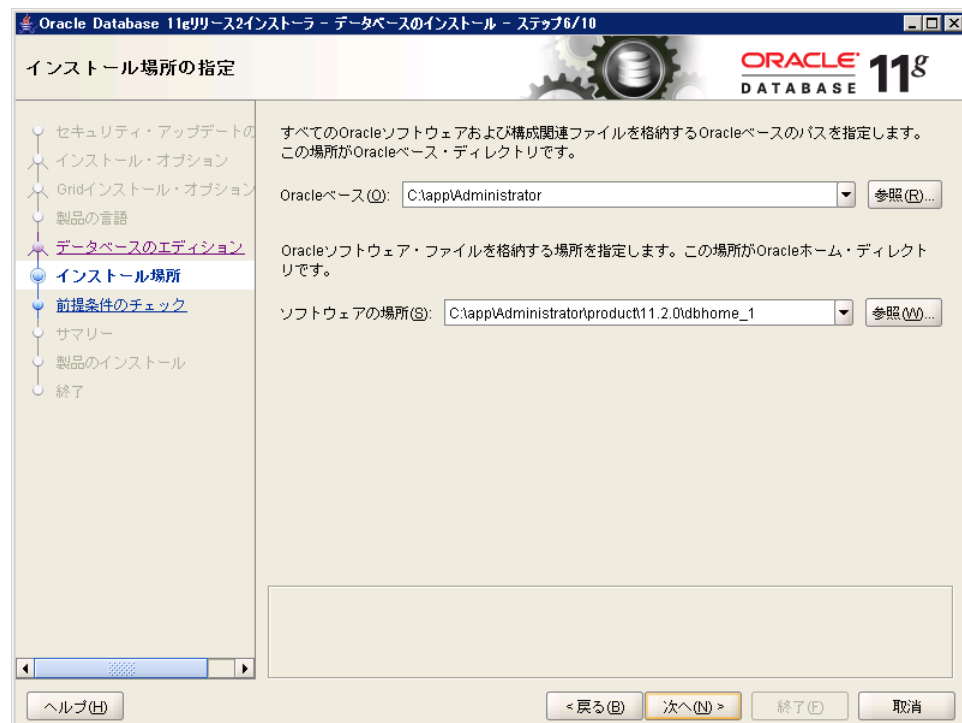 Oracle Database 11gリリース2インストーラ - データベースのインストール - ステップ6/10
インストール場所の指定
ORACLE 11g
DATABASE
セキュリティ・アップデートの
インストール・オプション
Gridインストール・オプション
製品の言語
データベースのエディション
インストール場所
前提条件のチェック
サマリー
製品のインストール
終了
すべてのOracleソフトウェアおよび構成関連ファイルを格納するOracleベースのパスを指定します。
この場所がOracleベース・ディレクトリです。
Oracleベース(O): C:\app\Administrator 参照(R)...
Oracleソフトウェア・ファイルを格納する場所を指定します。この場所がOracleホーム・ディレクト
リです。
ソフトウェアの場所(S): C:\app\Administrator\product\11.2.0\dbhome_1 参照(W)...
ヘルプ(H) <戻る(B) 次へ(N)> 終了(F) 取消